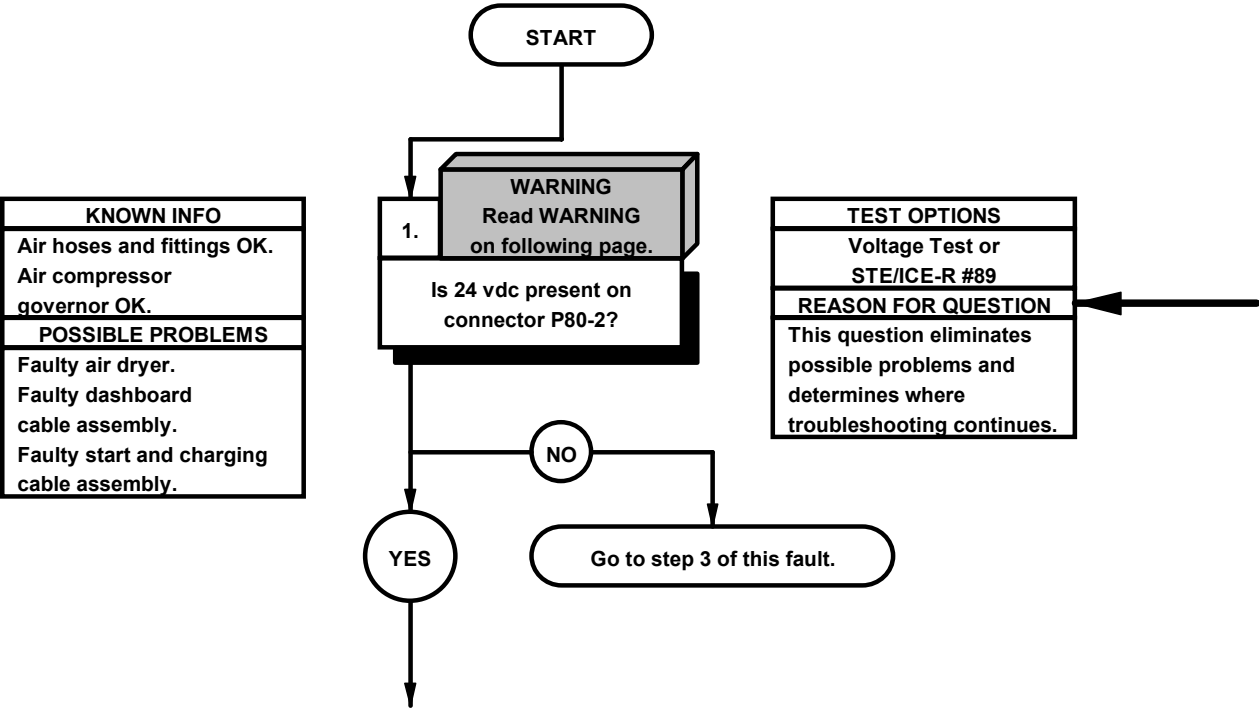 START
KNOWN INFO
Air hoses and fittings OK.
Air compressor
governor OK.
POSSIBLE PROBLEMS
Faulty air dryer.
Faulty dashboard
cable assembly.
Faulty start and charging
cable assembly.
1.
WARNING
Read WARNING
on following page.
Is 24 vdc present on
connector P80-2?
TEST OPTIONS
Voltage Test or
STE/ICE-R #89
REASON FOR QUESTION
This question eliminates
possible problems and
determines where
troubleshooting continues.
NO
YES
Go to step 3 of this fault.